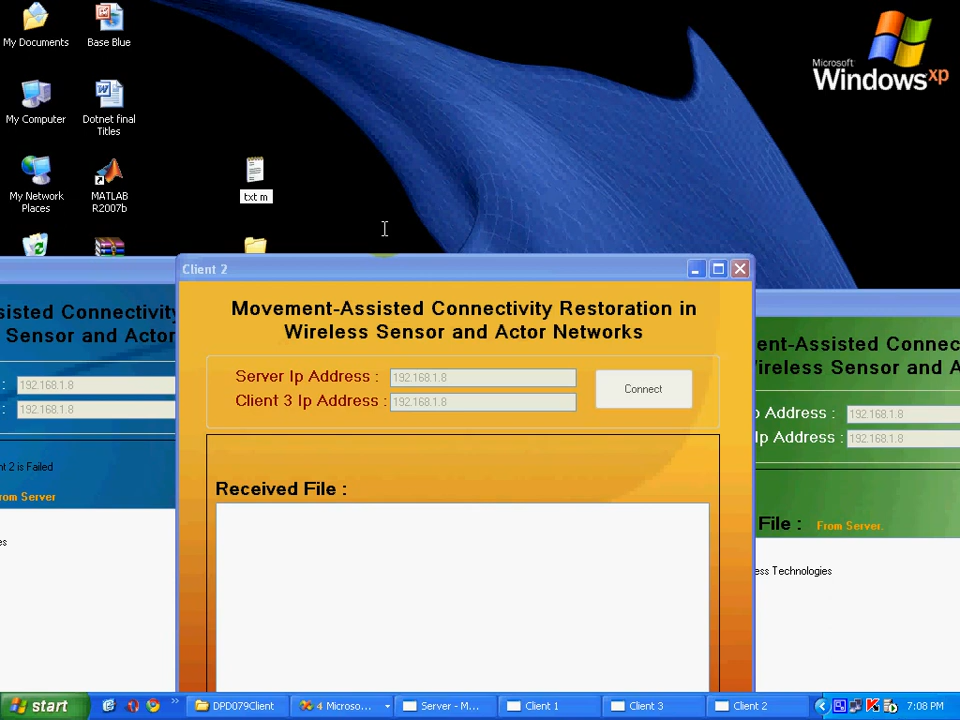 My Documents
Base Blue
Microsoft
Windows xp
My Computer
Dotnet final
Titles
My Network
Places
MATLAB
R2007b
txt m
Client 2
Movement-Assisted Connectivity Restoration in
Wireless Sensor and Actor Networks
Server Ip Address :
192.168.1.8
Client 3 Ip Address :
192.168.1.8
Connect
Received File :
sisted Connectivity
Sensor and Actor
:
192.168.1.8
:
192.168.1.8
nt 2 is Failed
rom Server
es
ent-Assisted Connec
ireless Sensor and A
p Address :
192.168.1.8
Ip Address :
192.168.1.8
File :
From Server.
ess Technologies
start
DPD079Client
4 Microso...
Server - M...
Client 1
Client 3
Client 2
7:08 PM